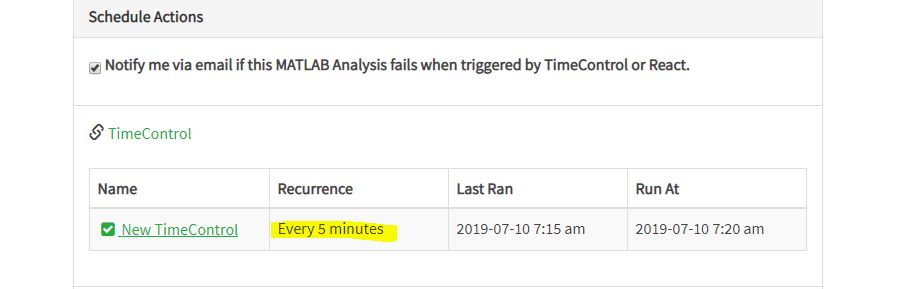 Schedule Actions
Notify me via email if this MATLAB Analysis fails when triggered by TimeControl or React.
TimeControl
Name Recurrence Last Ran Run At
New TimeControl Every 5 minutes 2019-07-10 7:15 am 2019-07-10 7:20 am